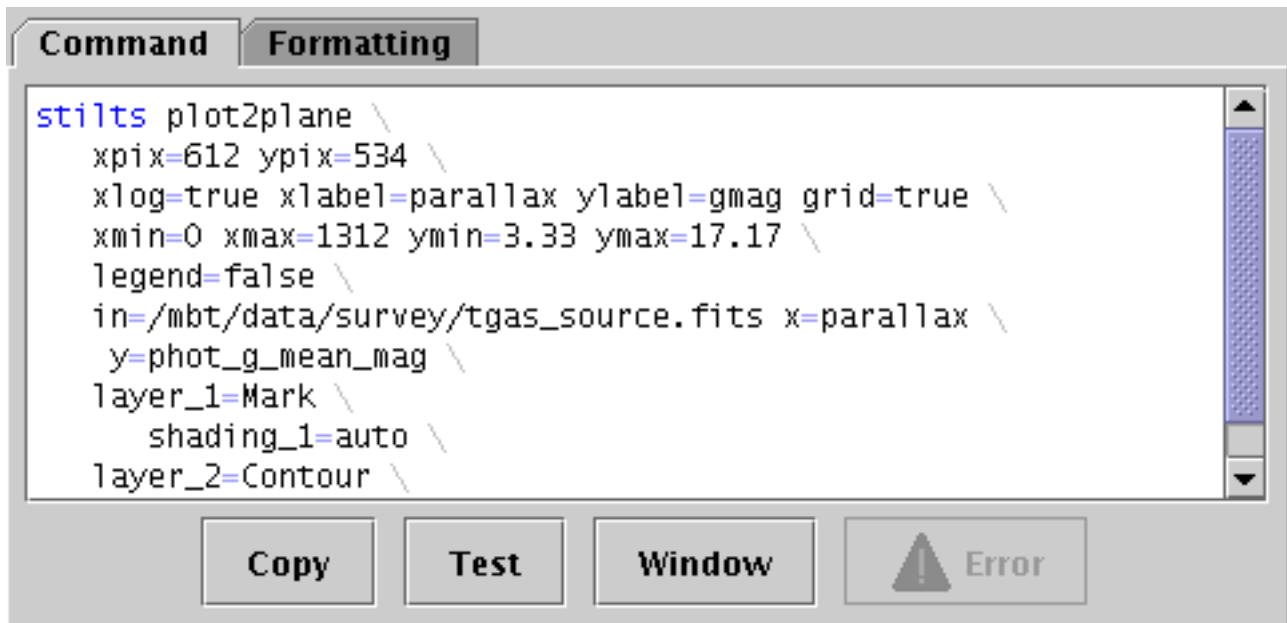 Command Formatting
stilts plot2plane \
xpix=612 ypix=534 \
xlog=true xlabel=parallax ylabel=gmag grid=true \
xmin=0 xmax=1312 ymin=3.33 ymax=17.17 \
legend=false \
in=/mbt/data/survey/tgas_source.fits x=parallax \
y=phot_g_mean_mag \
layer_1=Mark \
shading_1=auto \
layer_2=Contour \
Copy Test Window Error